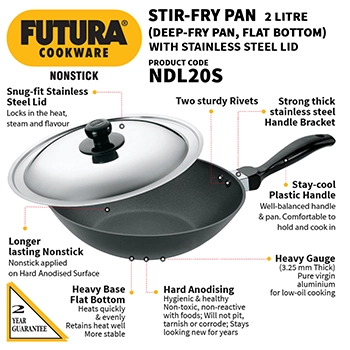 FUTURA®
COOKWARE
NONSTICK
STIR-FRY PAN 2 LITRE
(DEEP-FRY PAN, FLAT BOTTOM)
WITH STAINLESS STEEL LID
PRODUCT CODE
NDL20S
Snug-fit Stainless
Steel Lid
Locks in the heat,
steam and flavour
Two sturdy Rivets
Strong thick
stainless steel
Handle Bracket
Stay-cool
Plastic Handle
Well-balanced handle
& pan. Comfortable to
hold and cook in
Longer
lasting Nonstick
Nonstick applied
on Hard Anodised Surface
Heavy Gauge
(3.25 mm Thick)
Pure virgin
aluminium
for low-oil cooking
Heavy Base
Flat Bottom
Heats quickly
& evenly
Retains heat well
More stable
Hard Anodising
Hygienic & healthy
Non-toxic, non-reactive
with foods; Will not pit,
tarnish or corrode; Stays
looking new for years
2
YEAR
GUARANTEE